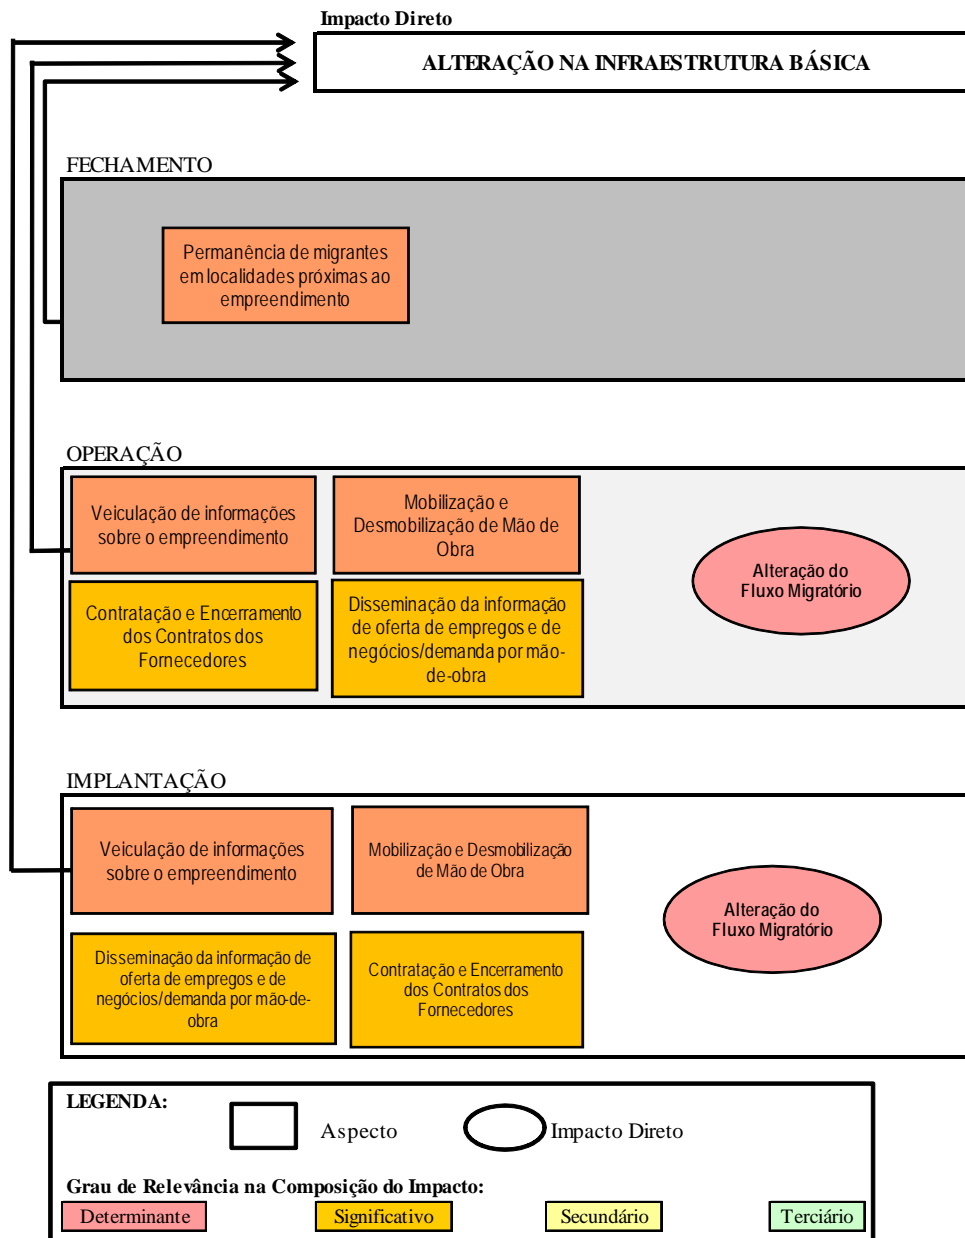 Impacto Direto
ALTERAÇÃO NA INFRAESTRUTURA BÁSICA
FECHAMENTO
Permanência de migrantes
em localidades próximas ao
empreendimento
OPERAÇÃO
Veiculação de informações
sobre o empreendimento
Mobilização e
Desmobilização de Mão de
Obra
Contratação e Encerramento
dos Contratos dos
Fornecedores
Disseminação da informação
de oferta de empregos e de
negócios/demanda por mão-
de-obra
Alteração do
Fluxo Migratório
IMPLANTAÇÃO
Veiculação de informações
sobre o empreendimento
Mobilização e Desmobilização
de Mão de Obra
Disseminação da informação de
oferta de empregos e de
negócios/demanda por mão-de-
obra
Contratação e Encerramento
dos Contratos dos
Fornecedores
Alteração do
Fluxo Migratório
LEGENDA:
Aspecto
Impacto Direto
Grau de Relevância na Composição do Impacto:
Determinante
Significativo
Secundário
Terciário